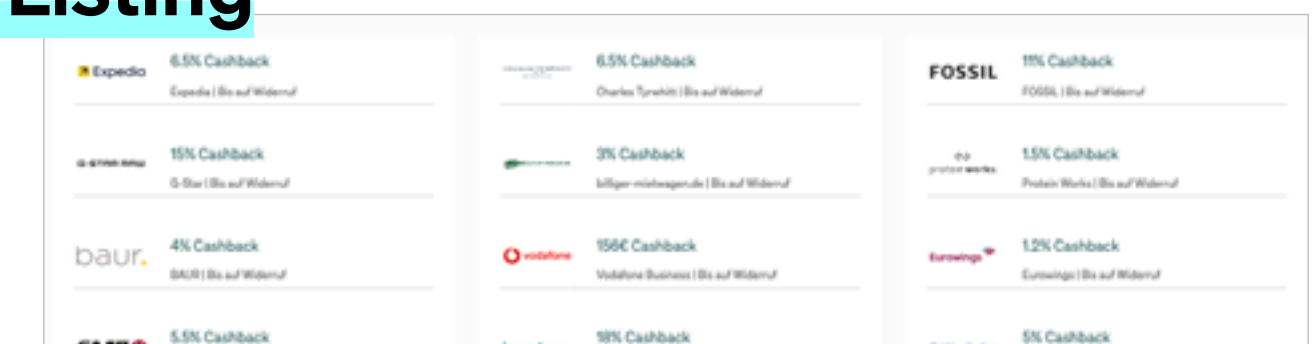 Listing
Expedia
6.5% Cashback
Expedia | Bis auf Widerruf
6.5% Cashback
Charles Tyrwhitt | Bis auf Widerruf
FOSSIL
11% Cashback
FOSSIL | Bis auf Widerruf
G-STAR RAW
15% Cashback
G-Star | Bis auf Widerruf
3% Cashback
billiger-mietwagen.de | Bis auf Widerruf
protein works.
1.5% Cashback
Protein Works | Bis auf Widerruf
baur.
4% Cashback
BAUR | Bis auf Widerruf
vodafone
156€ Cashback
Vodafone Business | Bis auf Widerruf
Eurowings
1.2% Cashback
Eurowings | Bis auf Widerruf
5.5% Cashback
18% Cashback
5% Cashback